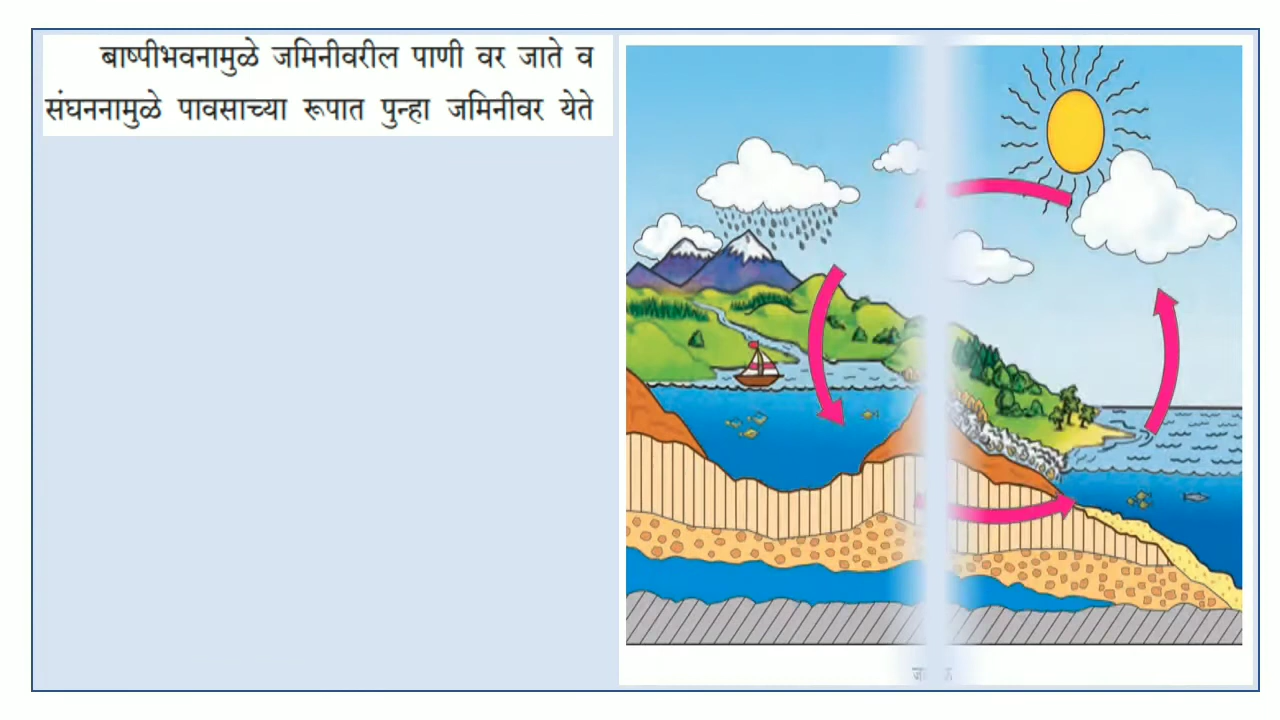 बाष्पीभवनामुळे जमिनीवरील पाणी वर जाते व
संघननामुळे पावसाच्या रूपात पुन्हा जमिनीवर येते